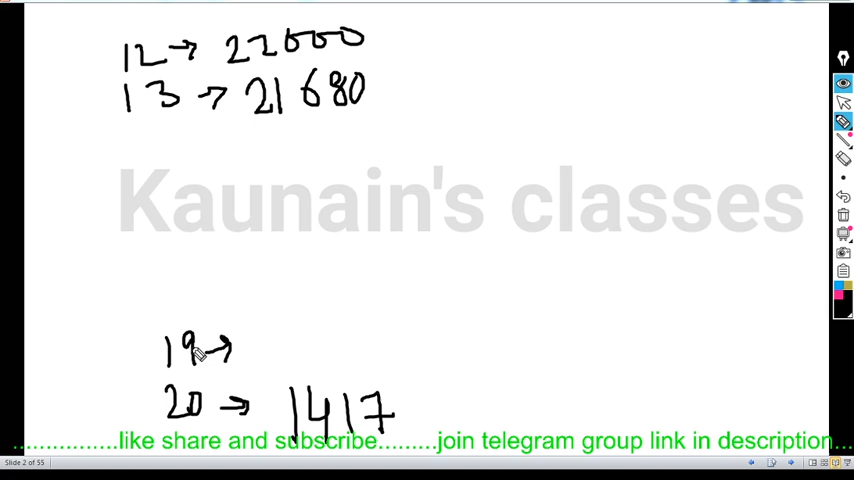 12 → 22000
13 → 21680
Kaunain's classes
19 →
20 → 1417
................like share and subscribe.........join telegram group link in description...
Slide 2 of 55